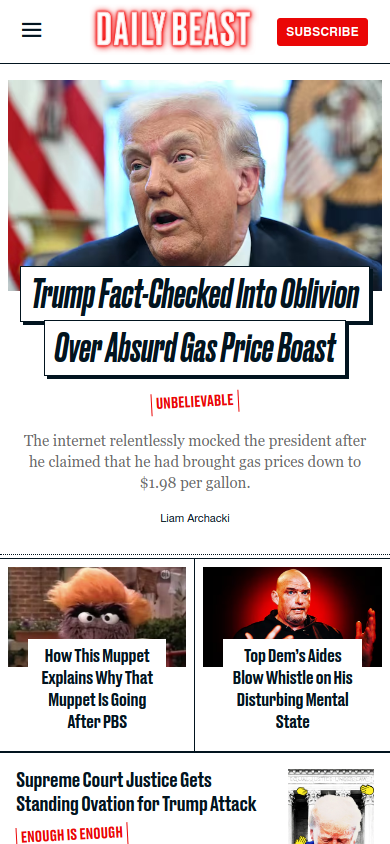 DAILY BEAST
SUBSCRIBE
Trump Fact-Checked Into Oblivion
Over Absurd Gas Price Boast
UNBELIEVABLE
The internet relentlessly mocked the president after
he claimed that he had brought gas prices down to
$1.98 per gallon.
Liam Archacki
How This Muppet
Explains Why That
Muppet Is Going
After PBS
Top Dem's Aides
Blow Whistle on His
Disturbing Mental
State
Supreme Court Justice Gets
Standing Ovation for Trump Attack
ENOUGH IS ENOUGH